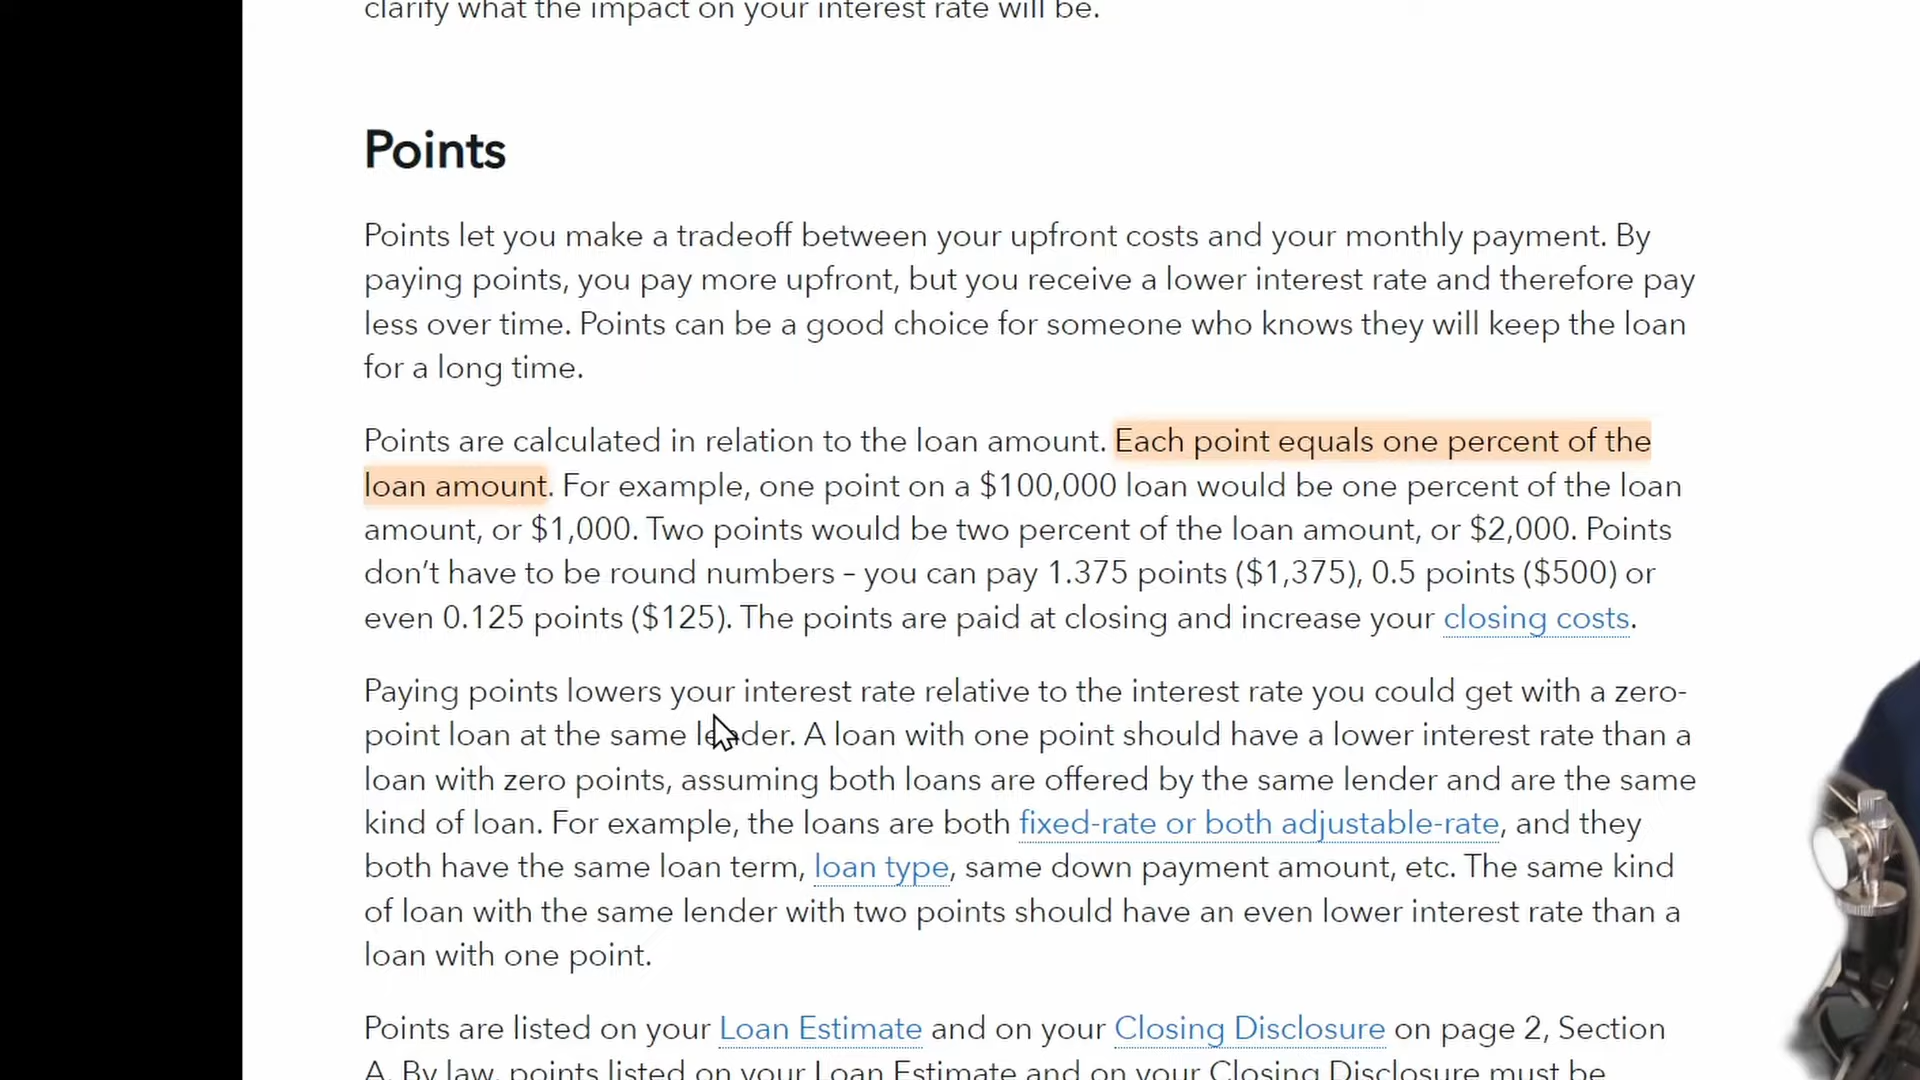 clarify what the impact on your interest rate will be.
Points
Points let you make a tradeoff between your upfront costs and your monthly payment. By
paying points, you pay more upfront, but you receive a lower interest rate and therefore pay
less over time. Points can be a good choice for someone who knows they will keep the loan
for a long time.
Points are calculated in relation to the loan amount. Each point equals one percent of the
loan amount. For example, one point on a $100,000 loan would be one percent of the loan
amount, or $1,000. Two points would be two percent of the loan amount, or $2,000. Points
don’t have to be round numbers – you can pay 1.375 points ($1,375), 0.5 points ($500) or
even 0.125 points ($125). The points are paid at closing and increase your closing costs.
Paying points lowers your interest rate relative to the interest rate you could get with a zero-
point loan at the same lender. A loan with one point should have a lower interest rate than a
loan with zero points, assuming both loans are offered by the same lender and are the same
kind of loan. For example, the loans are both fixed-rate or both adjustable-rate, and they
both have the same loan term, loan type, same down payment amount, etc. The same kind
of loan with the same lender with two points should have an even lower interest rate than a
loan with one point.
Points are listed on your Loan Estimate and on your Closing Disclosure on page 2, Section
A. By law, points listed on your Loan Estimate and on your Closing Disclosure must be